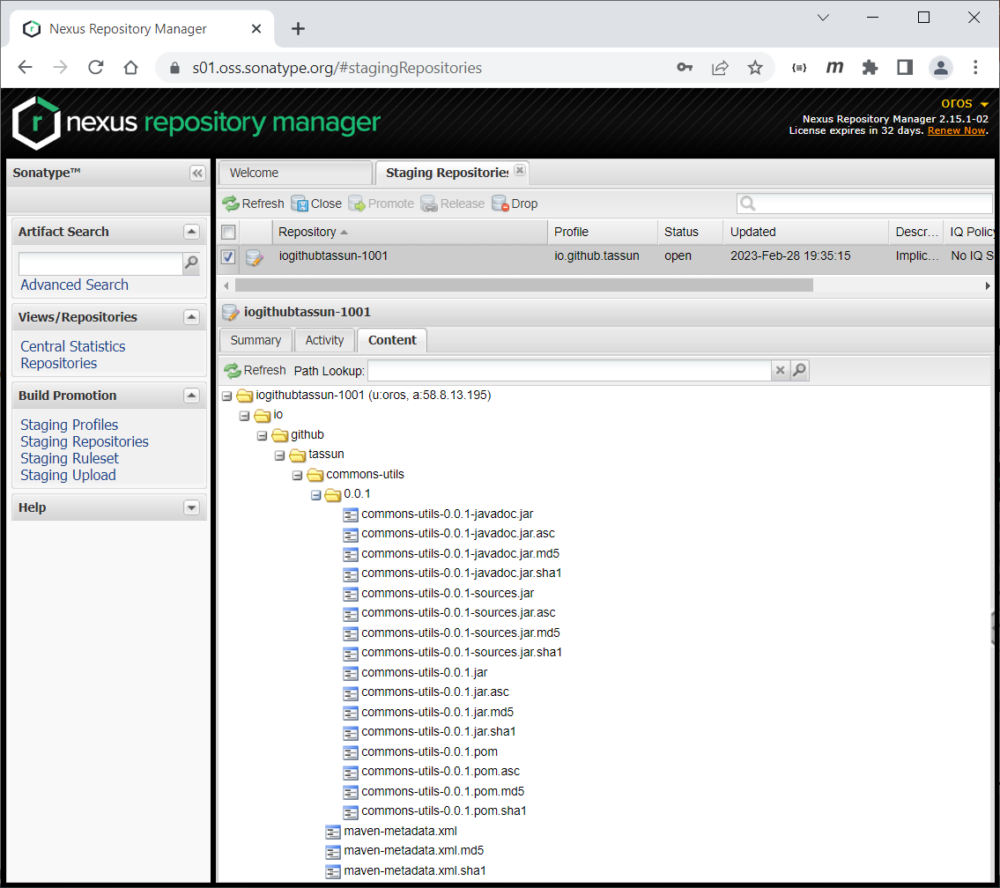 Nexus Repository Manager
s01.oss.sonatype.org/#stagingRepositories
m
r nexus repository manager
oros
Nexus Repository Manager 2.15.1-02
License expires in 32 days. Renew Now.
Sonatype™
Welcome
Staging Repositories
Refresh Close Promote Release Drop
Artifact Search
Advanced Search
Repository Profile Status Updated Descr... IQ Policy
iogithubtassun-1001 io.github.tassun open 2023-Feb-28 19:35:15 Implic... No IQ S
Views/Repositories
Central Statistics
Repositories
Build Promotion
Staging Profiles
Staging Repositories
Staging Ruleset
Staging Upload
Help
iogithubtassun-1001
Summary Activity Content
Refresh Path Lookup:
iogithubtassun-1001 (u:oros, a:58.8.13.195)
io
github
tassun
commons-utils
0.0.1
commons-utils-0.0.1-javadoc.jar
commons-utils-0.0.1-javadoc.jar.asc
commons-utils-0.0.1-javadoc.jar.md5
commons-utils-0.0.1-javadoc.jar.sha1
commons-utils-0.0.1-sources.jar
commons-utils-0.0.1-sources.jar.asc
commons-utils-0.0.1-sources.jar.md5
commons-utils-0.0.1-sources.jar.sha1
commons-utils-0.0.1.jar
commons-utils-0.0.1.jar.asc
commons-utils-0.0.1.jar.md5
commons-utils-0.0.1.jar.sha1
commons-utils-0.0.1.pom
commons-utils-0.0.1.pom.asc
commons-utils-0.0.1.pom.md5
commons-utils-0.0.1.pom.sha1
maven-metadata.xml
maven-metadata.xml.md5
maven-metadata.xml.sha1